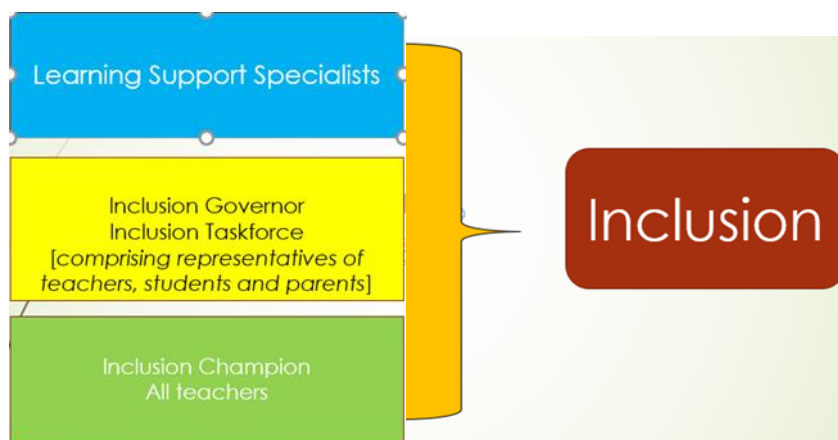 Learning Support Specialists
Inclusion Governor
Inclusion Taskforce
[comprising representatives of
teachers, students and parents]
Inclusion Champion
All teachers
Inclusion